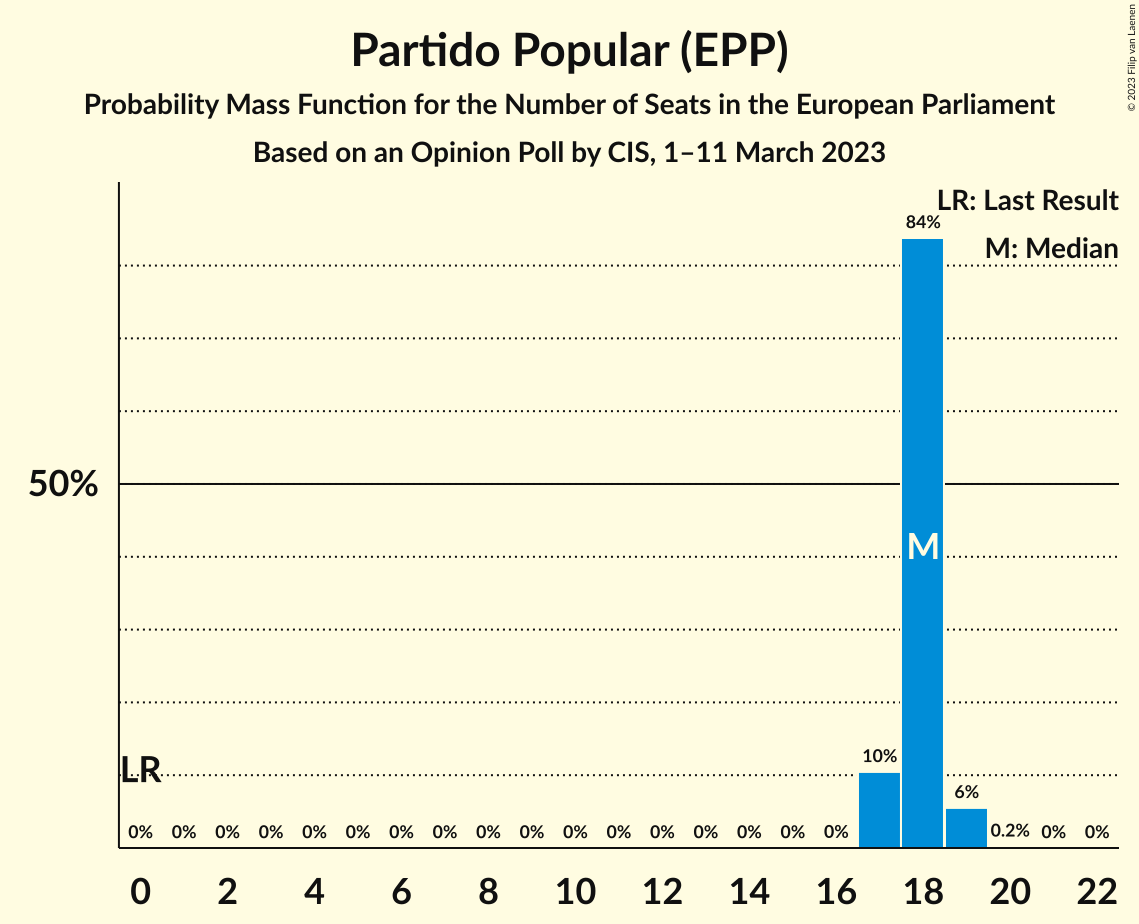 Partido Popular (EPP)
Probability Mass Function for the Number of Seats in the European Parliament
Based on an Opinion Poll by CIS, 1–11 March 2023
© 2023 Filip van Laenen
LR: Last Result
M: Median
84%
50%
M
LR
10%
6%
0% 0% 0% 0% 0% 0% 0% 0% 0% 0% 0% 0% 0% 0% 0% 0% 0% 0.2% 0% 0%
0 2 4 6 8 10 12 14 16 18 20 22